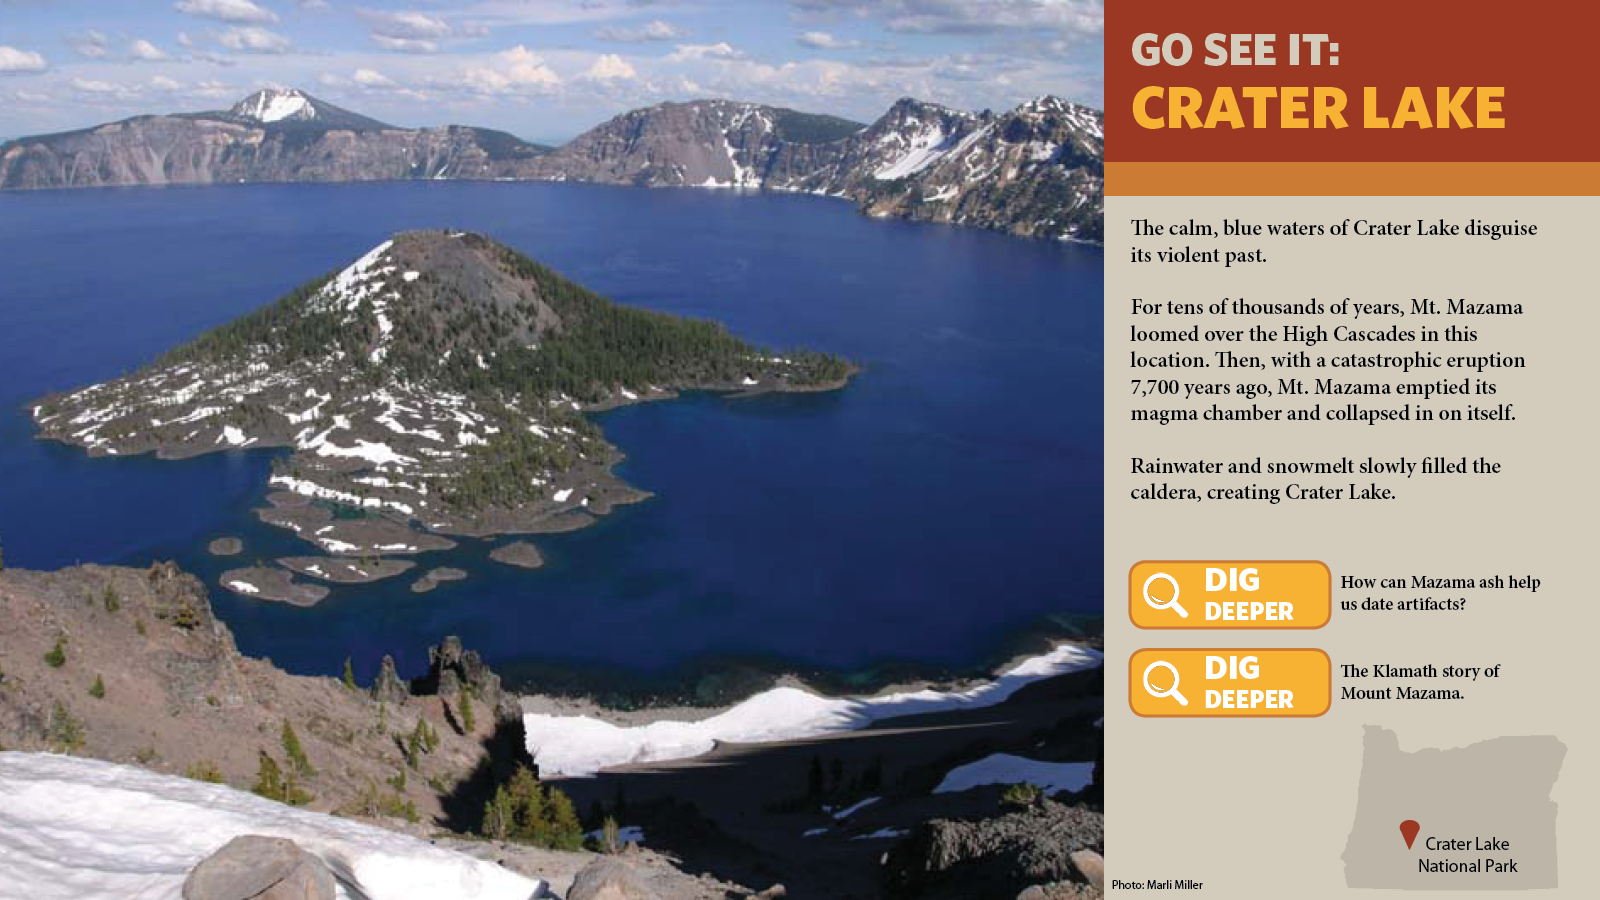 GO SEE IT:
CRATER LAKE
The calm, blue waters of Crater Lake disguise
its violent past.
For tens of thousands of years, Mt. Mazama
loomed over the High Cascades in this
location. Then, with a catastrophic eruption
7,700 years ago, Mt. Mazama emptied its
magma chamber and collapsed in on itself.
Rainwater and snowmelt slowly filled the
caldera, creating Crater Lake.
DIG
DEEPER
How can Mazama ash help
us date artifacts?
DIG
DEEPER
The Klamath story of
Mount Mazama.
Crater Lake
National Park
Photo: Marli Miller